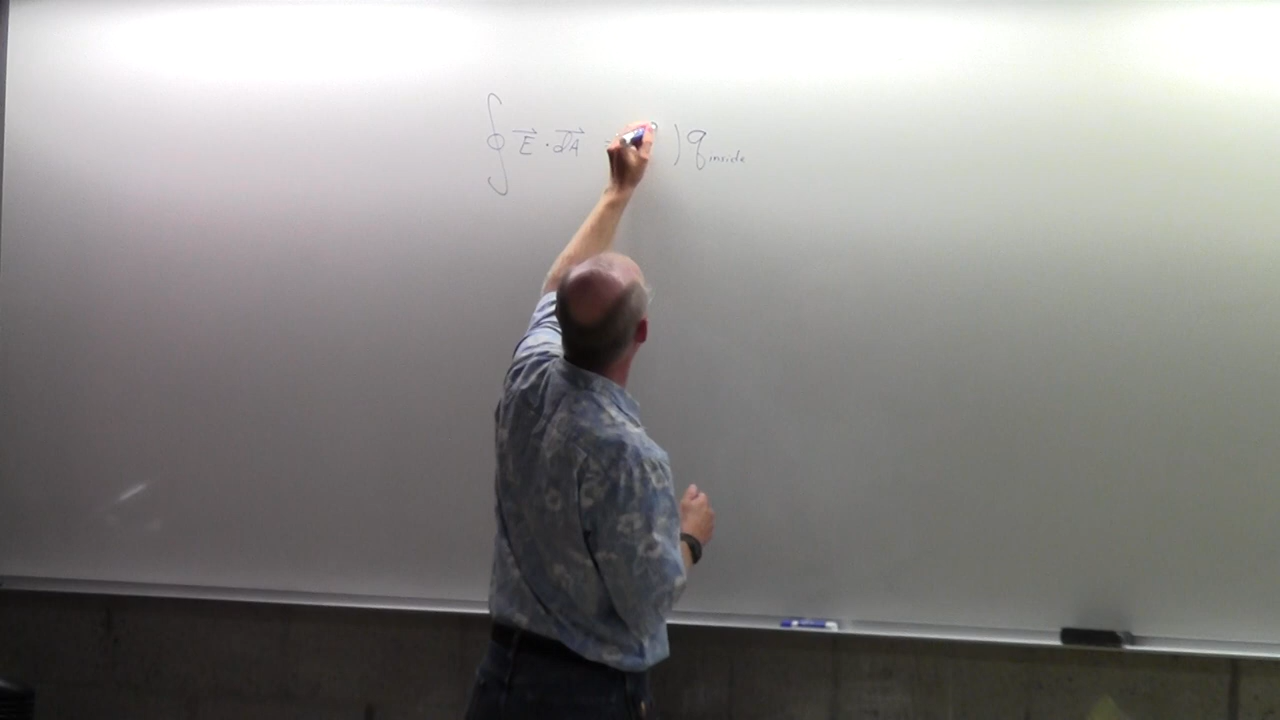 ∮ E⃗ · dA⃗ = ) q inside